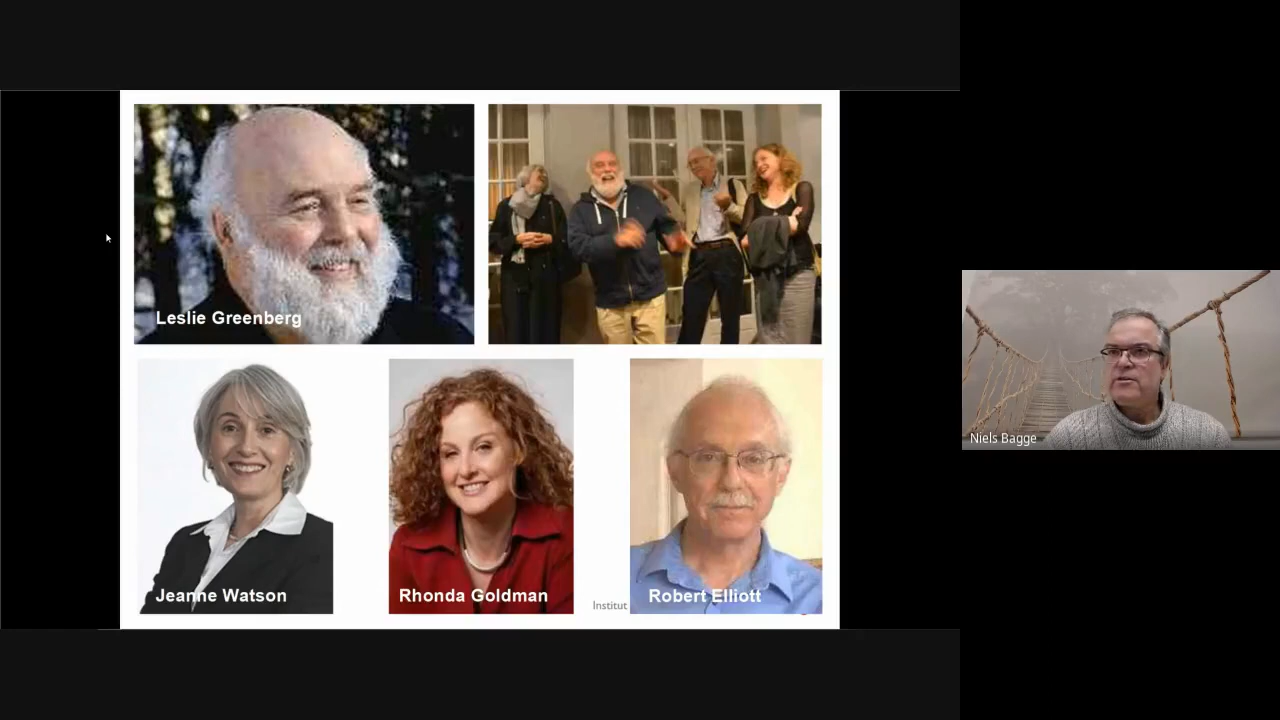 Leslie Greenberg
Jeanne Watson
Rhonda Goldman
Institut
Robert Elliott
Niels Bagge